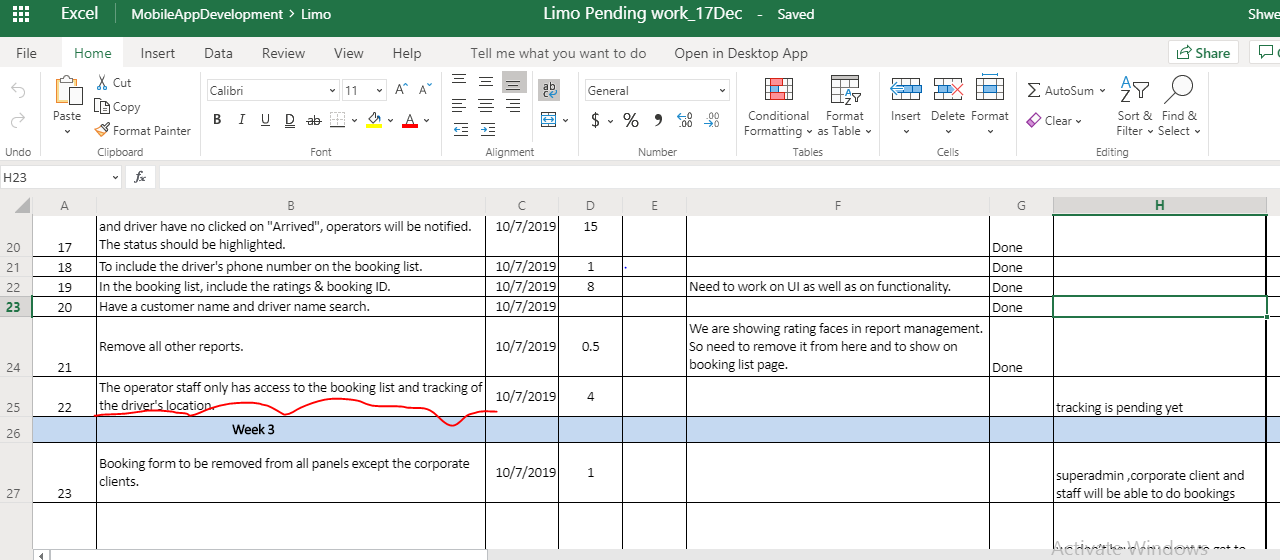 Excel MobileAppDevelopment > Limo Limo Pending work_17Dec - Saved Shwe
File Home Insert Data Review View Help Tell me what you want to do Open in Desktop App Share
Paste Cut Copy Format Painter
Calibri 11 A A
B I U D ab A
ab
General
$ % 9 .00 .00
Conditional Formatting Format as Table
Insert Delete Format
AutoSum Clear
Sort & Filter Find & Select
Undo Clipboard Font Alignment Number Tables Cells Editing
H23 fx
A B C D E F G H
and driver have no clicked on "Arrived", operators will be notified. 10/7/2019 15
20 17 The status should be highlighted. Done
21 18 To include the driver's phone number on the booking list. 10/7/2019 1 . Done
22 19 In the booking list, include the ratings & booking ID. 10/7/2019 8 Need to work on UI as well as on functionality. Done
23 20 Have a customer name and driver name search. 10/7/2019 Done
We are showing rating faces in report management.
Remove all other reports. 10/7/2019 0.5 So need to remove it from here and to show on
24 21 booking list page. Done
The operator staff only has access to the booking list and tracking of 10/7/2019 4
25 22 the driver's location. tracking is pending yet
26 Week 3
Booking form to be removed from all panels except the corporate 10/7/2019 1
clients. superadmin ,corporate client and
27 23 staff will be able to do bookings
Activate Windows